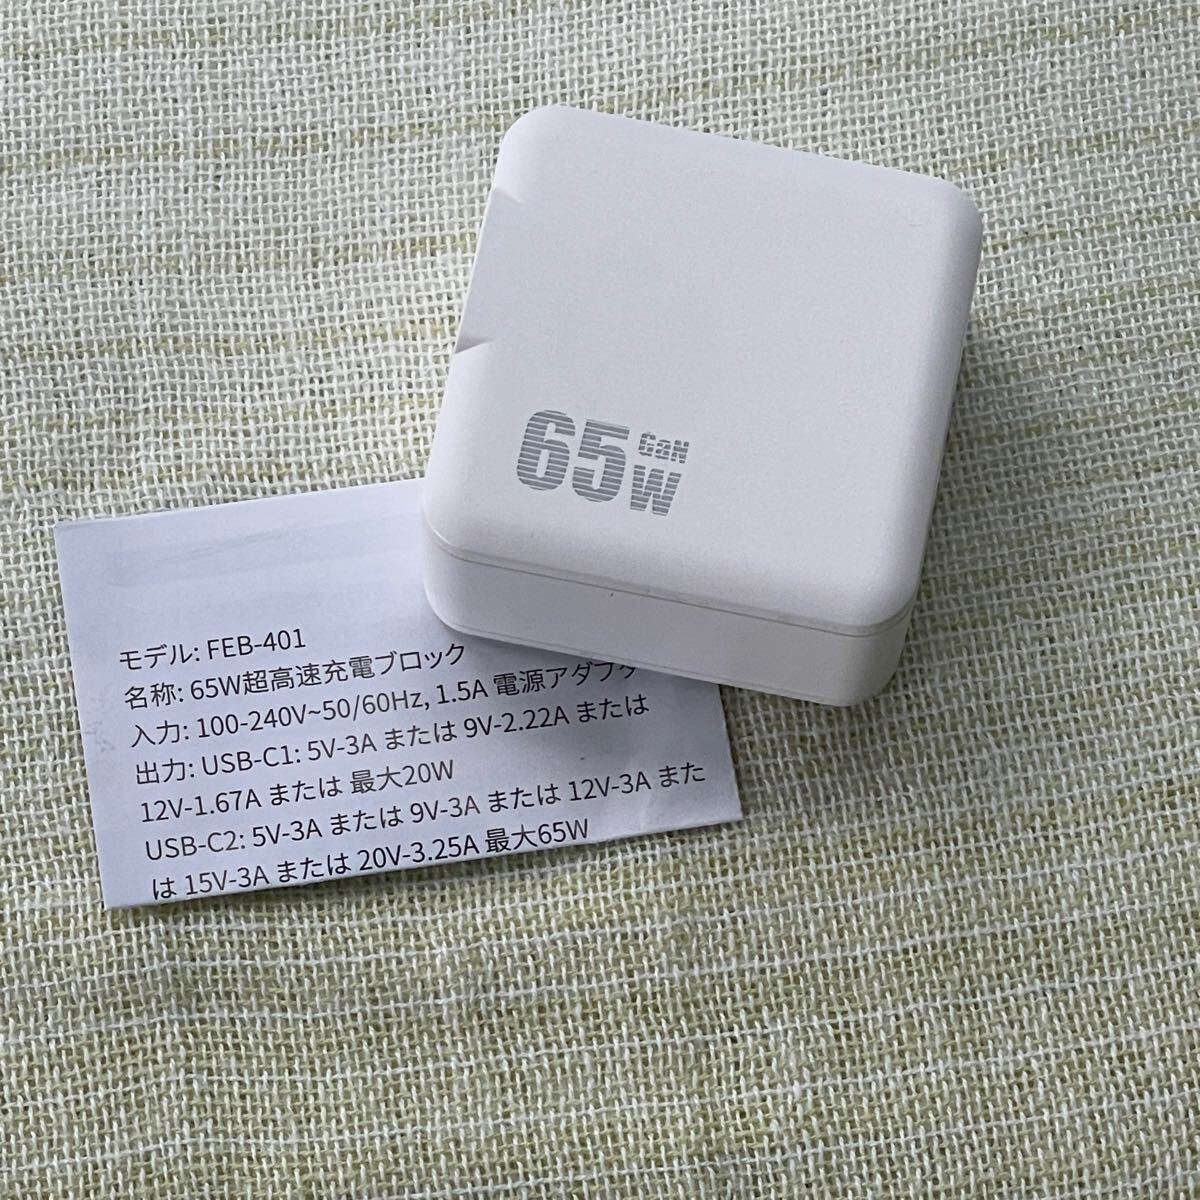 65 GaN
W
モデル: FEB-401
名称: 65W超高速充電ブロック
入力: 100-240V~50/60Hz, 1.5A 電源アダプタ
出力: USB-C1: 5V-3A または 9V-2.22A または
12V-1.67A または 最大20W
USB-C2: 5V-3A または 9V-3A または 12V-3A また
は 15V-3A または 20V-3.25A 最大65W